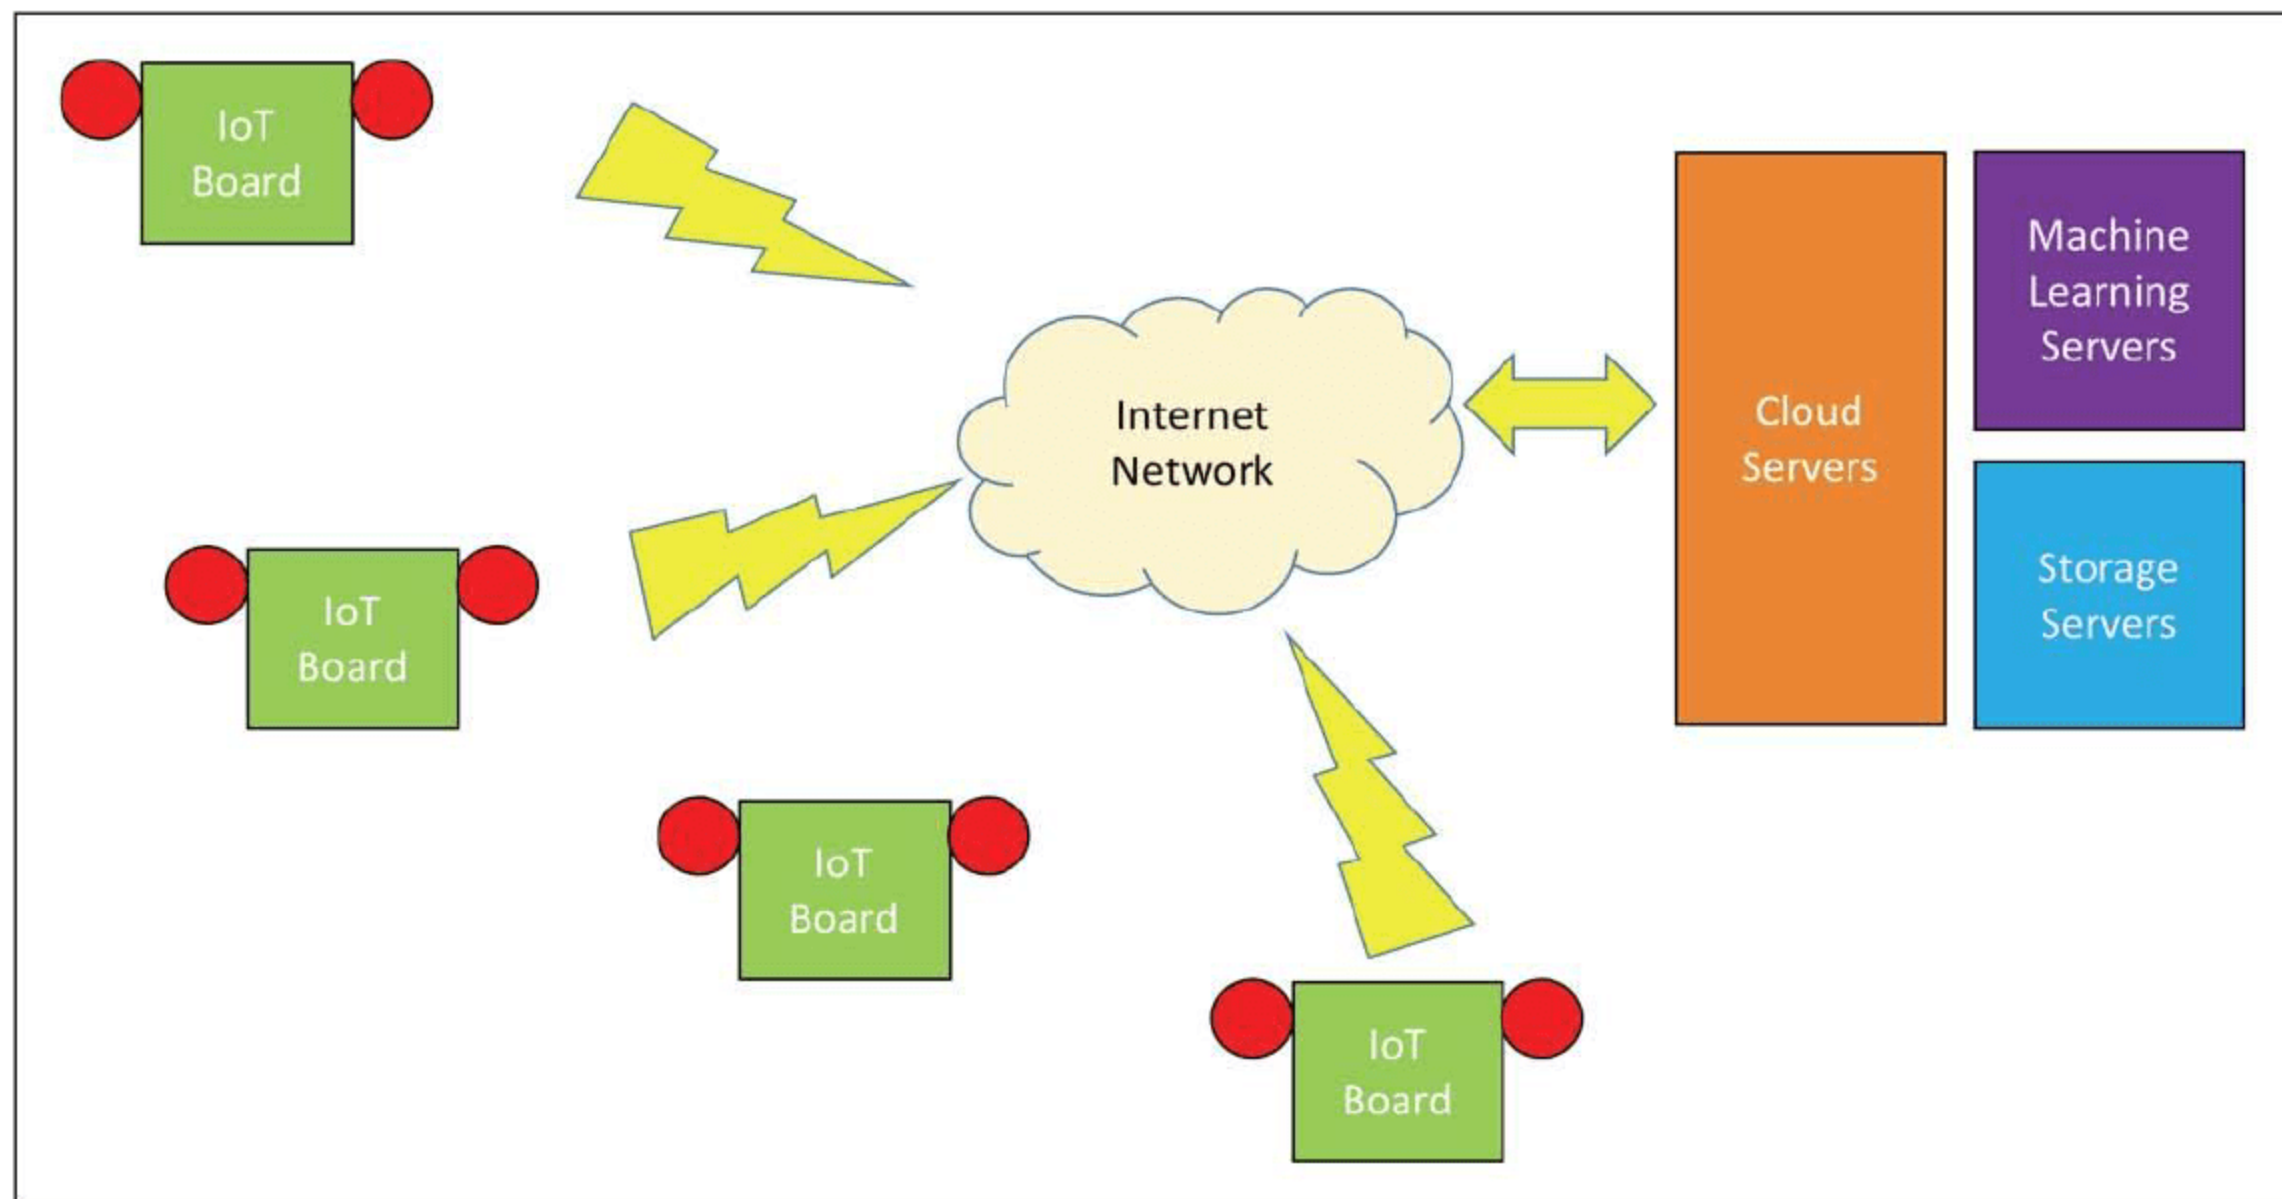 IoT
Board
Internet
Network
Cloud
Servers
Machine
Learning
Servers
Storage
Servers
IoT
Board
IoT
Board
IoT
Board